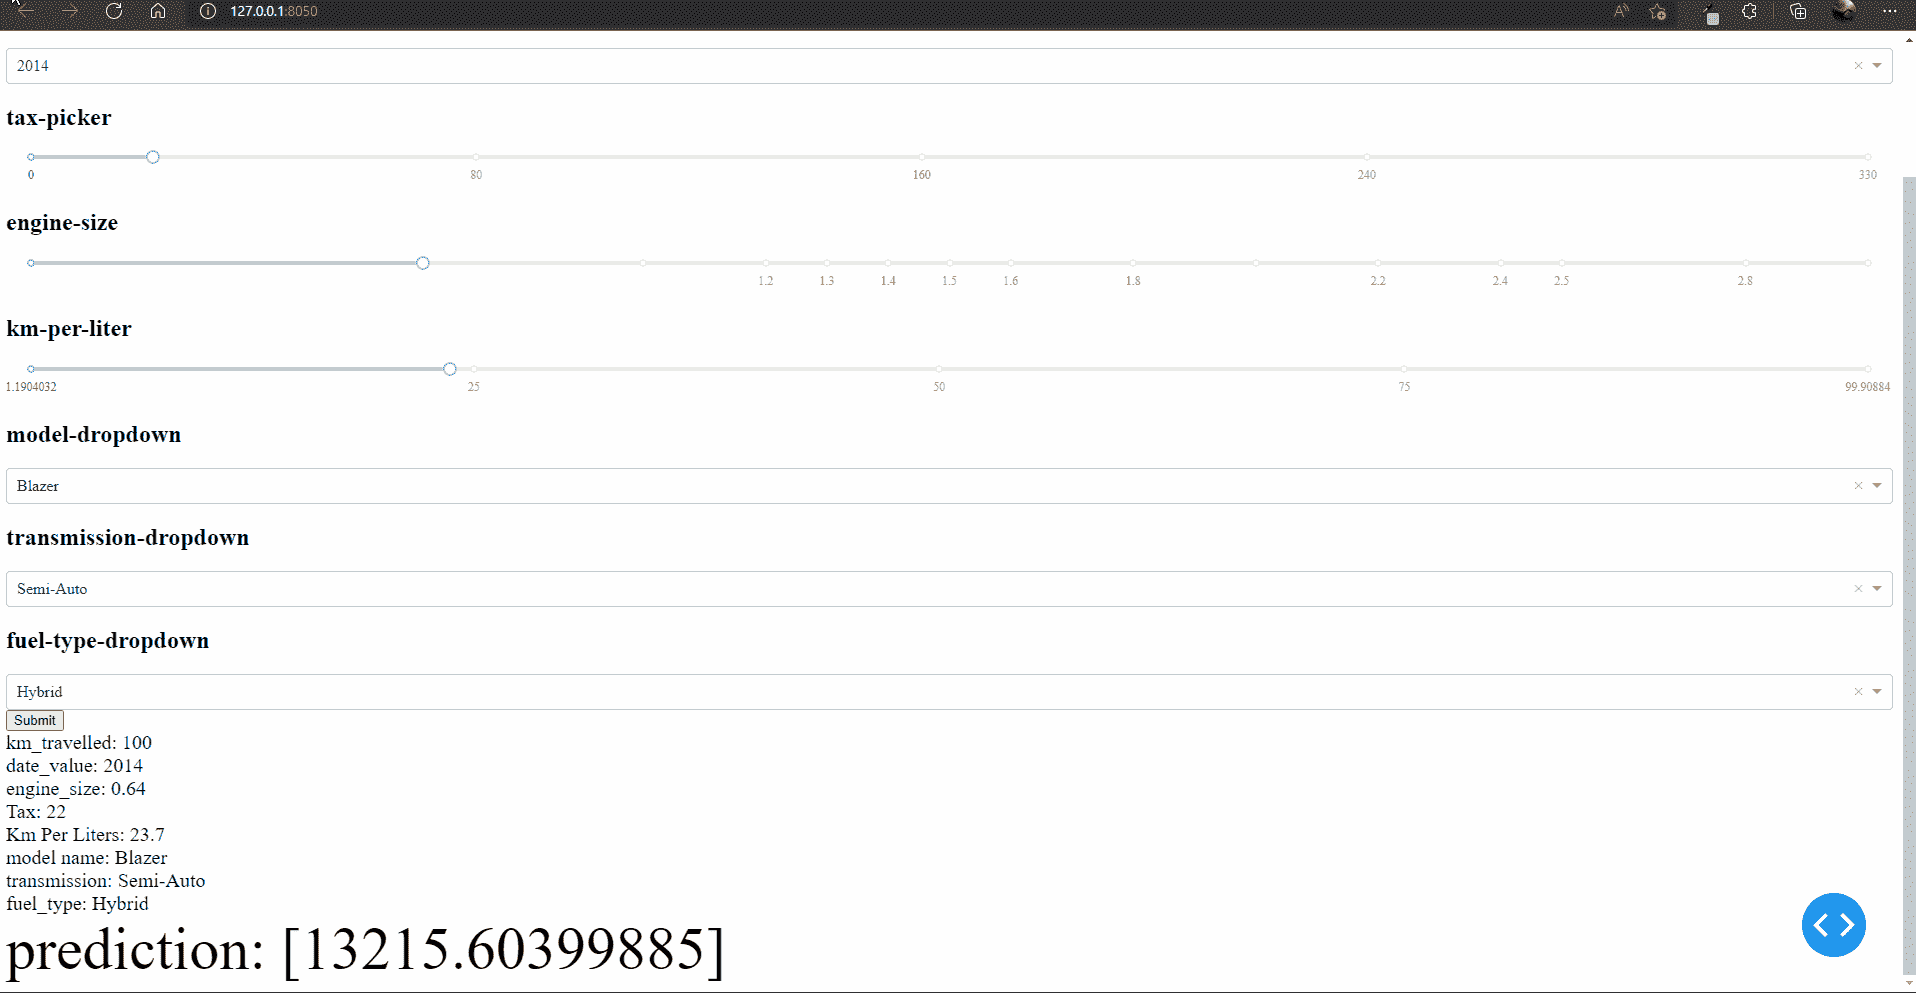 127.0.0.1:8050
2014
tax-picker
0 80 160 240 330
engine-size
1.2 1.3 1.4 1.5 1.6 1.8 2.2 2.4 2.5 2.8
km-per-liter
1.1904032 25 50 75 99.90884
model-dropdown
Blazer
transmission-dropdown
Semi-Auto
fuel-type-dropdown
Hybrid
Submit
km_travelled: 100
date_value: 2014
engine_size: 0.64
Tax: 22
Km Per Liters: 23.7
model name: Blazer
transmission: Semi-Auto
fuel_type: Hybrid
prediction: [13215.60399885]